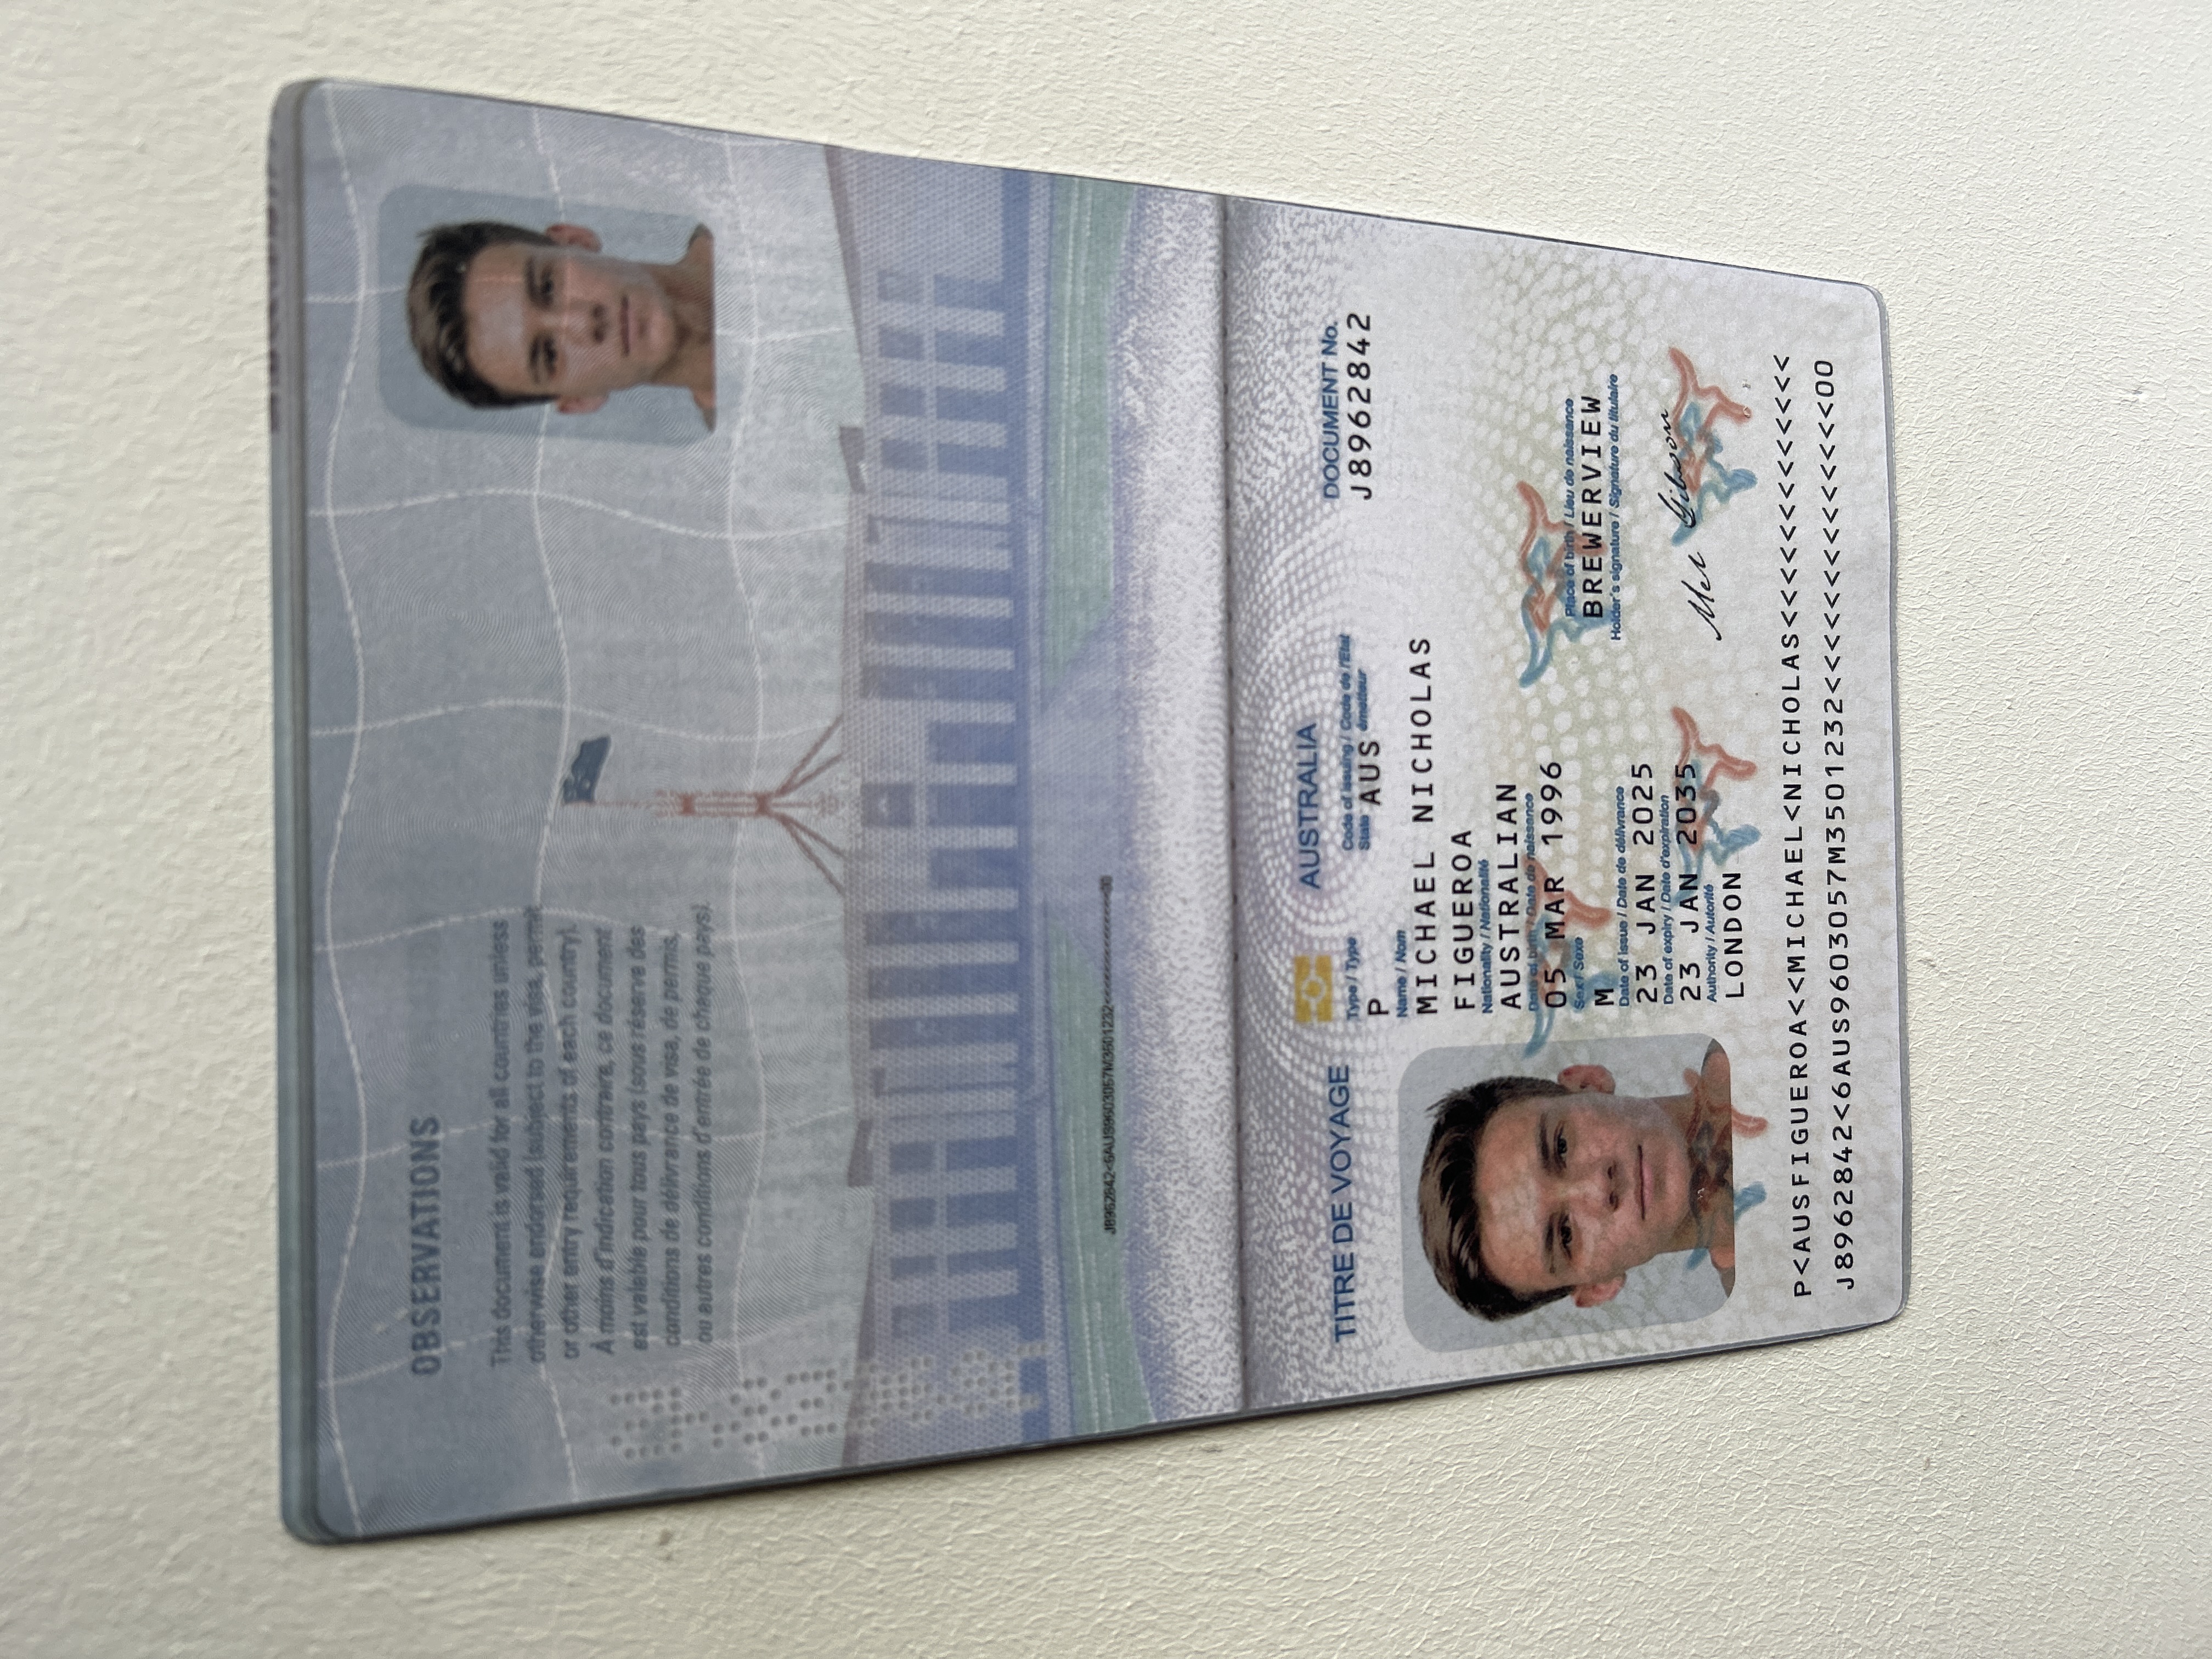 OBSERVATIONS
This document is valid for all countries unless
otherwise endorsed (subject to the visa, permit
or other entry requirements of each country).
À moins d'indication contraire, ce document
est valable pour tous pays (sous réserve des
conditions de délivrance de visa, de permis,
ou autres conditions d'entrée de chaque pays).
J8962842<6AUS9603057M3501232<<<<<<<<<<<<<<00
AUSTRALIA
TITRE DE VOYAGE
DOCUMENT No.
J8962842
Type / Type
P
Code of issuing / Code de l'Etat
State AUS émetteur
Name / Nom
MICHAEL NICHOLAS
FIGUEROA
Nationality / Nationalité
AUSTRALIAN
Date of birth / Date de naissance
05 MAR 1996
Sex / Sexe
M
Place of birth / Lieu de naissance
BREWERVIEW
Date of issue / Date de délivrance
23 JAN 2025
Holder's signature / Signature du titulaire
Mel Gibson
Date of expiry / Date d'expiration
23 JAN 2035
Authority / Autorité
LONDON
P<AUSFIGUEROA<<MICHAEL<NICHOLAS<<<<<<<<<<<<<
J8962842<6AUS9603057M3501232<<<<<<<<<<<<<<00